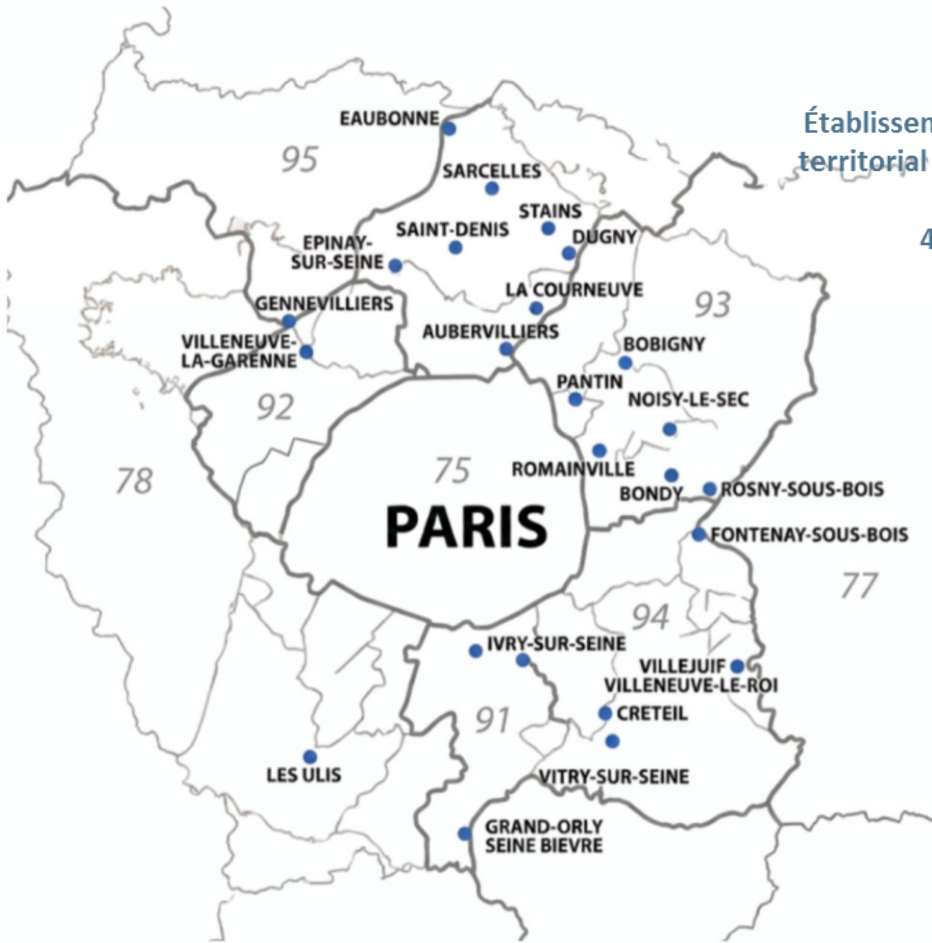 EAUBONNE
Établissen
95
territorial
SARCELLES
STAINS
SAINT-DENIS
DUGNY
EPINAY-
SUR-SEINE
4
LA COURNEUVE
GENNEVILLIERS
93
AUBERVILLIERS
VILLENEUVE-
LA-GARENNE
BOBIGNY
PANTIN
92
NOISY-LE-SEC
75
78
ROMAINVILLE
BONDY
ROSNY-SOUS-BOIS
PARIS
FONTENAY-SOUS-BOIS
77
94
IVRY-SUR-SEINE
VILLEJUIF
VILLENEUVE-LE-ROI
91
CRETEIL
LES ULIS
VITRY-SUR-SEINE
GRAND-ORLY
SEINE BIEVRE